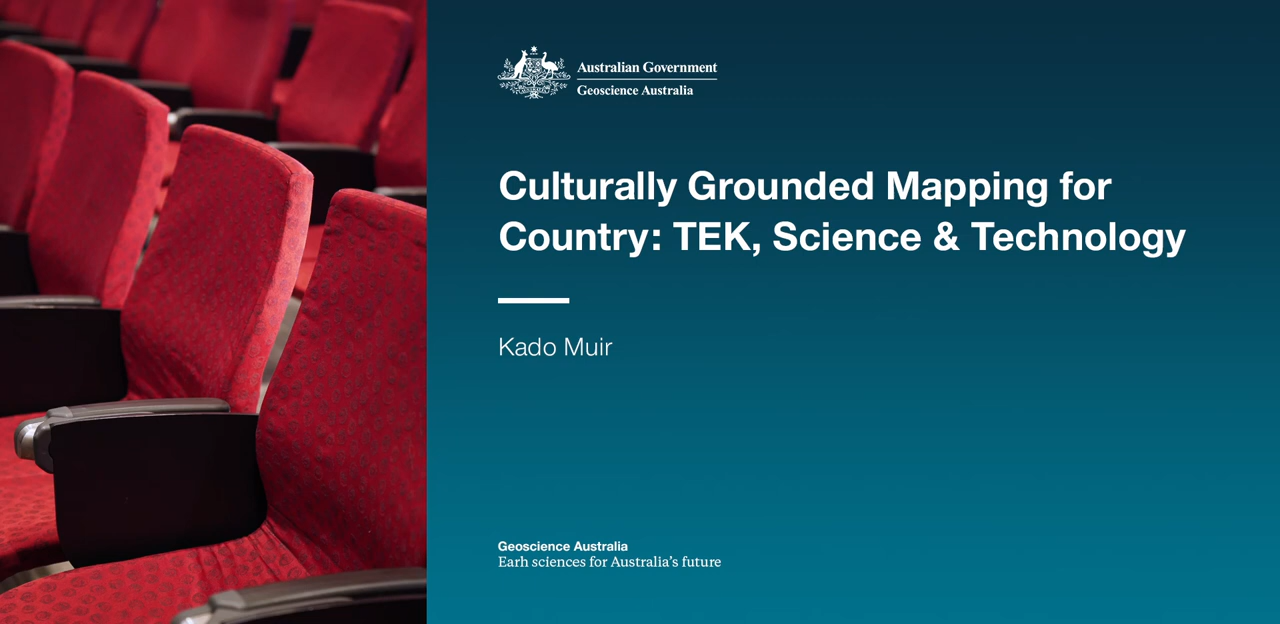 Australian Government
Geoscience Australia
Culturally Grounded Mapping for
Country: TEK, Science & Technology
Kado Muir
Geoscience Australia
Earh sciences for Australia's future